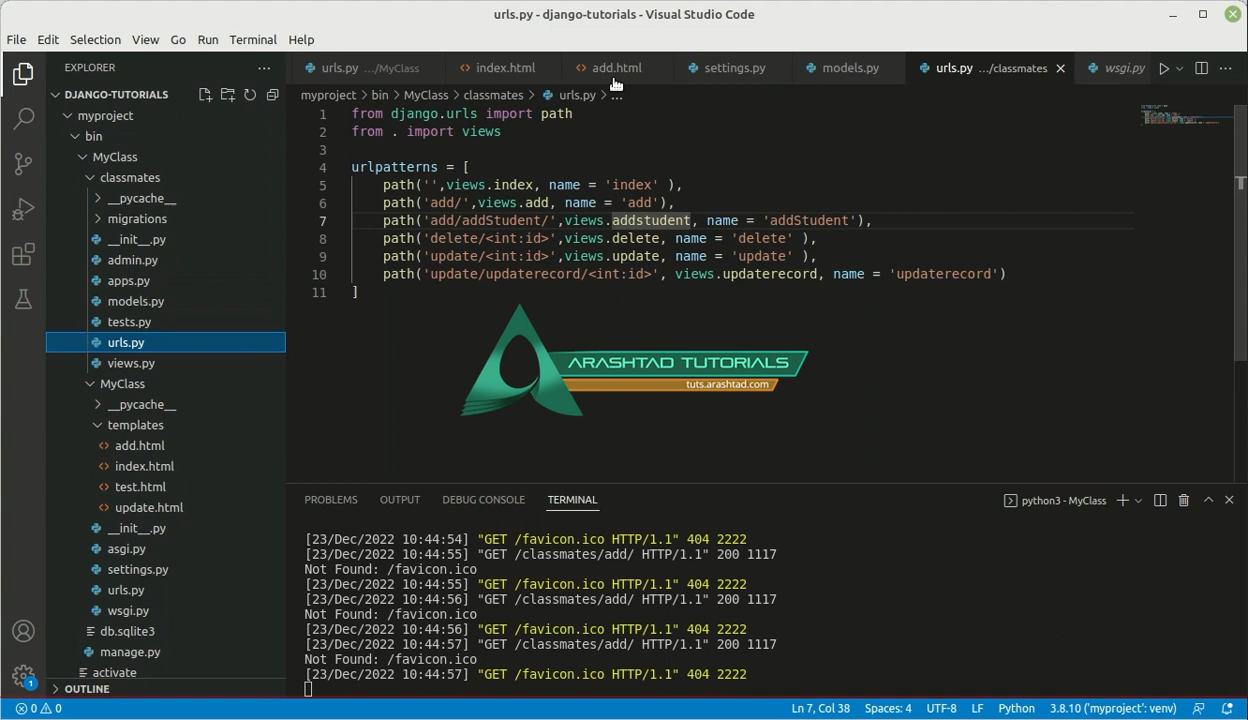 urls.py - django-tutorials - Visual Studio Code
File Edit Selection View Go Run Terminal Help
EXPLORER ...
urls.py .../MyClass index.html add.html settings.py models.py urls.py .../classmates wsgi.py ...
DJANGO-TUTORIALS
myproject > bin > MyClass > classmates > urls.py > ...
myproject
bin
MyClass
classmates
__pycache__
migrations
__init__.py
admin.py
apps.py
models.py
tests.py
urls.py
views.py
MyClass
__pycache__
templates
add.html
index.html
test.html
update.html
__init__.py
asgi.py
settings.py
urls.py
wsgi.py
db.sqlite3
manage.py
activate
OUTLINE
1 from django.urls import path
2 from . import views
3
4 urlpatterns = [
5 path('',views.index, name = 'index' ),
6 path('add/',views.add, name = 'add'),
7 path('add/addStudent/',views.addstudent, name = 'addStudent'),
8 path('delete/<int:id>',views.delete, name = 'delete' ),
9 path('update/<int:id>',views.update, name = 'update' ),
10 path('update/updaterecord/<int:id>', views.updaterecord, name = 'updaterecord')
11 ]
ARASHTAD TUTORIALS
tuts.arashtad.com
PROBLEMS OUTPUT DEBUG CONSOLE TERMINAL
python3 - MyClass
[23/Dec/2022 10:44:54] "GET /favicon.ico HTTP/1.1" 404 2222
[23/Dec/2022 10:44:55] "GET /classmates/add/ HTTP/1.1" 200 1117
Not Found: /favicon.ico
[23/Dec/2022 10:44:55] "GET /favicon.ico HTTP/1.1" 404 2222
[23/Dec/2022 10:44:56] "GET /classmates/add/ HTTP/1.1" 200 1117
Not Found: /favicon.ico
[23/Dec/2022 10:44:56] "GET /favicon.ico HTTP/1.1" 404 2222
[23/Dec/2022 10:44:57] "GET /classmates/add/ HTTP/1.1" 200 1117
Not Found: /favicon.ico
[23/Dec/2022 10:44:57] "GET /favicon.ico HTTP/1.1" 404 2222
1
0 0
Ln 7, Col 38 Spaces: 4 UTF-8 LF Python 3.8.10 ('myproject': venv)